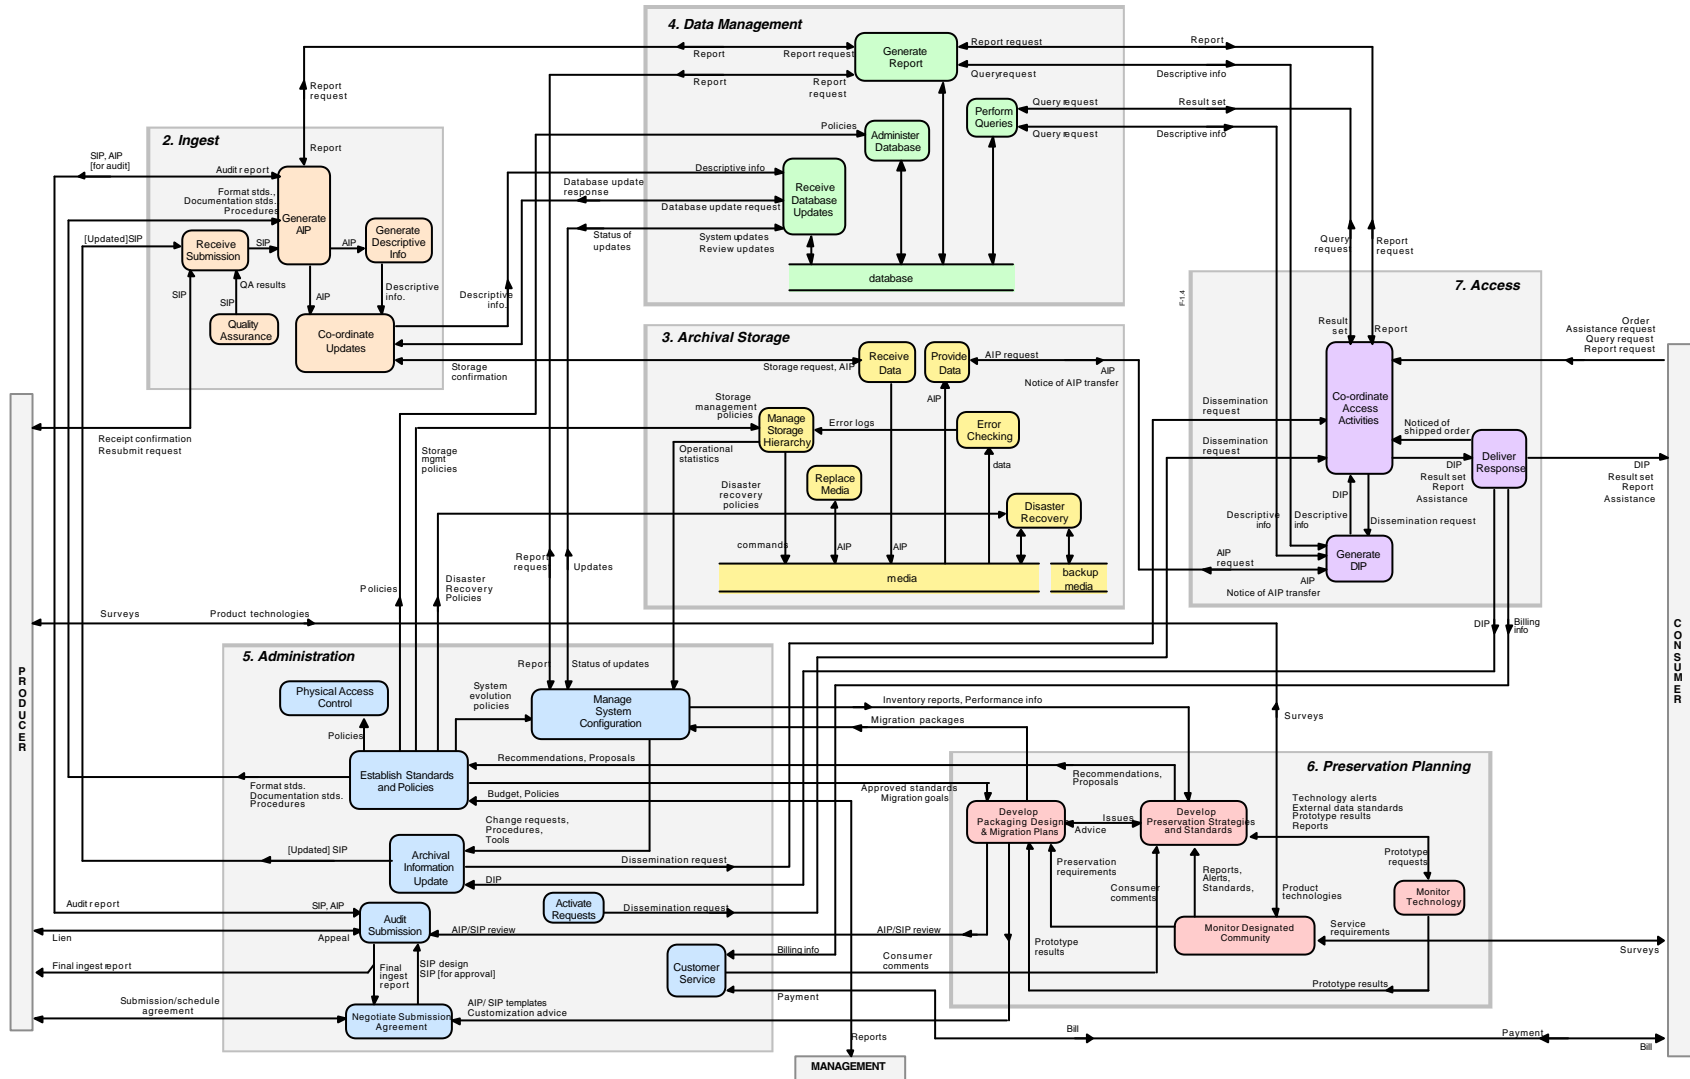 4. Data Management
Generate
Report
Report
Report request
Report request
Report
Report
Report
request
Queryrequest
Descriptive info
Perform
Queries
Query request
Result set
Query request
Descriptive info
Policies
Administer
Database
Descriptive info
Database update
response
Database update request
Receive
Database
Updates
Status of
updates
System updates
Review updates
database
Report
request
Report
2. Ingest
SIP, AIP
[for audit]
Audit report
Format stds.,
Documentation stds.
Procedures
Generate
AIP
[Updated]SIP
Receive
Submission
SIP
AIP
Generate
Descriptive
Info
SIP
SIP
QA results
AIP
Descriptive
info.
Descriptive
info.
Quality
Assurance
Co-ordinate
Updates
Storage
confirmation
Receipt confirmation
Resubmit request
3. Archival Storage
Receive
Data
Provide
Data
Storage request, AIP
AIP request
AIP
Notice of AIP transfer
Storage
management
policies
Manage
Storage
Hierarchy
AIP
Error logs
Error
Checking
data
Operational
statistics
Storage
mgmt
policies
Replace
Media
Disaster
recovery
policies
Disaster
Recovery
commands
AIP
AIP
media
backup
media
F-1.4
7. Access
Query
request
Report
request
Result
set
Report
Order
Assistance request
Query request
Report request
Co-ordinate
Access
Activities
Dissemination
request
Dissemination
request
Noticed of
shipped order
Deliver
Response
DIP
Result set
Report
Assistance
DIP
Result set
Report
Assistance
DIP
Dissemination request
Descriptive
info
Descriptive
info
Generate
DIP
AIP
request
AIP
Notice of AIP transfer
DIP
Billing
info
Policies
Disaster
Recovery
Policies
Report
request
Updates
Surveys
Product technologies
PRODUCER
CONSUMER
5. Administration
Report
Status of updates
Physical Access
Control
Policies
System
evolution
policies
Manage
System
Configuration
Inventory reports, Performance info
Migration packages
Surveys
Recommendations, Proposals
Establish Standards
and Policies
Format stds.
Documentation stds.
Procedures
Budget, Policies
Approved standards
Migration goals
Change requests,
Procedures,
Tools
[Updated] SIP
Archival
Information
Update
Dissemination request
DIP
Activate
Requests
Dissemination request
Audit report
SIP, AIP
Audit
Submission
Lien
Appeal
AIP/SIP review
AIP/SIP review
Final ingest report
Final
ingest
report
SIP design
SIP [for approval]
Customer
Service
Billing info
Consumer
comments
Payment
Submission/schedule
agreement
Negotiate Submission
Agreement
AIP/ SIP templates
Customization advice
Reports
MANAGEMENT
Bill
Payment
Bill
6. Preservation Planning
Recommendations,
Proposals
Develop
Packaging Designs
& Migration Plans
Issues
Advice
Develop
Preservation Strategies
and Standards
Technology alerts
External data standards
Prototype results
Reports
Prototype
requests
Preservation
requirements
Consumer
comments
Reports,
Alerts,
Standards,
Product
technologies
Monitor
Technology
Monitor Designated
Community
Service
requirements
Surveys
Prototype
results
Prototype results